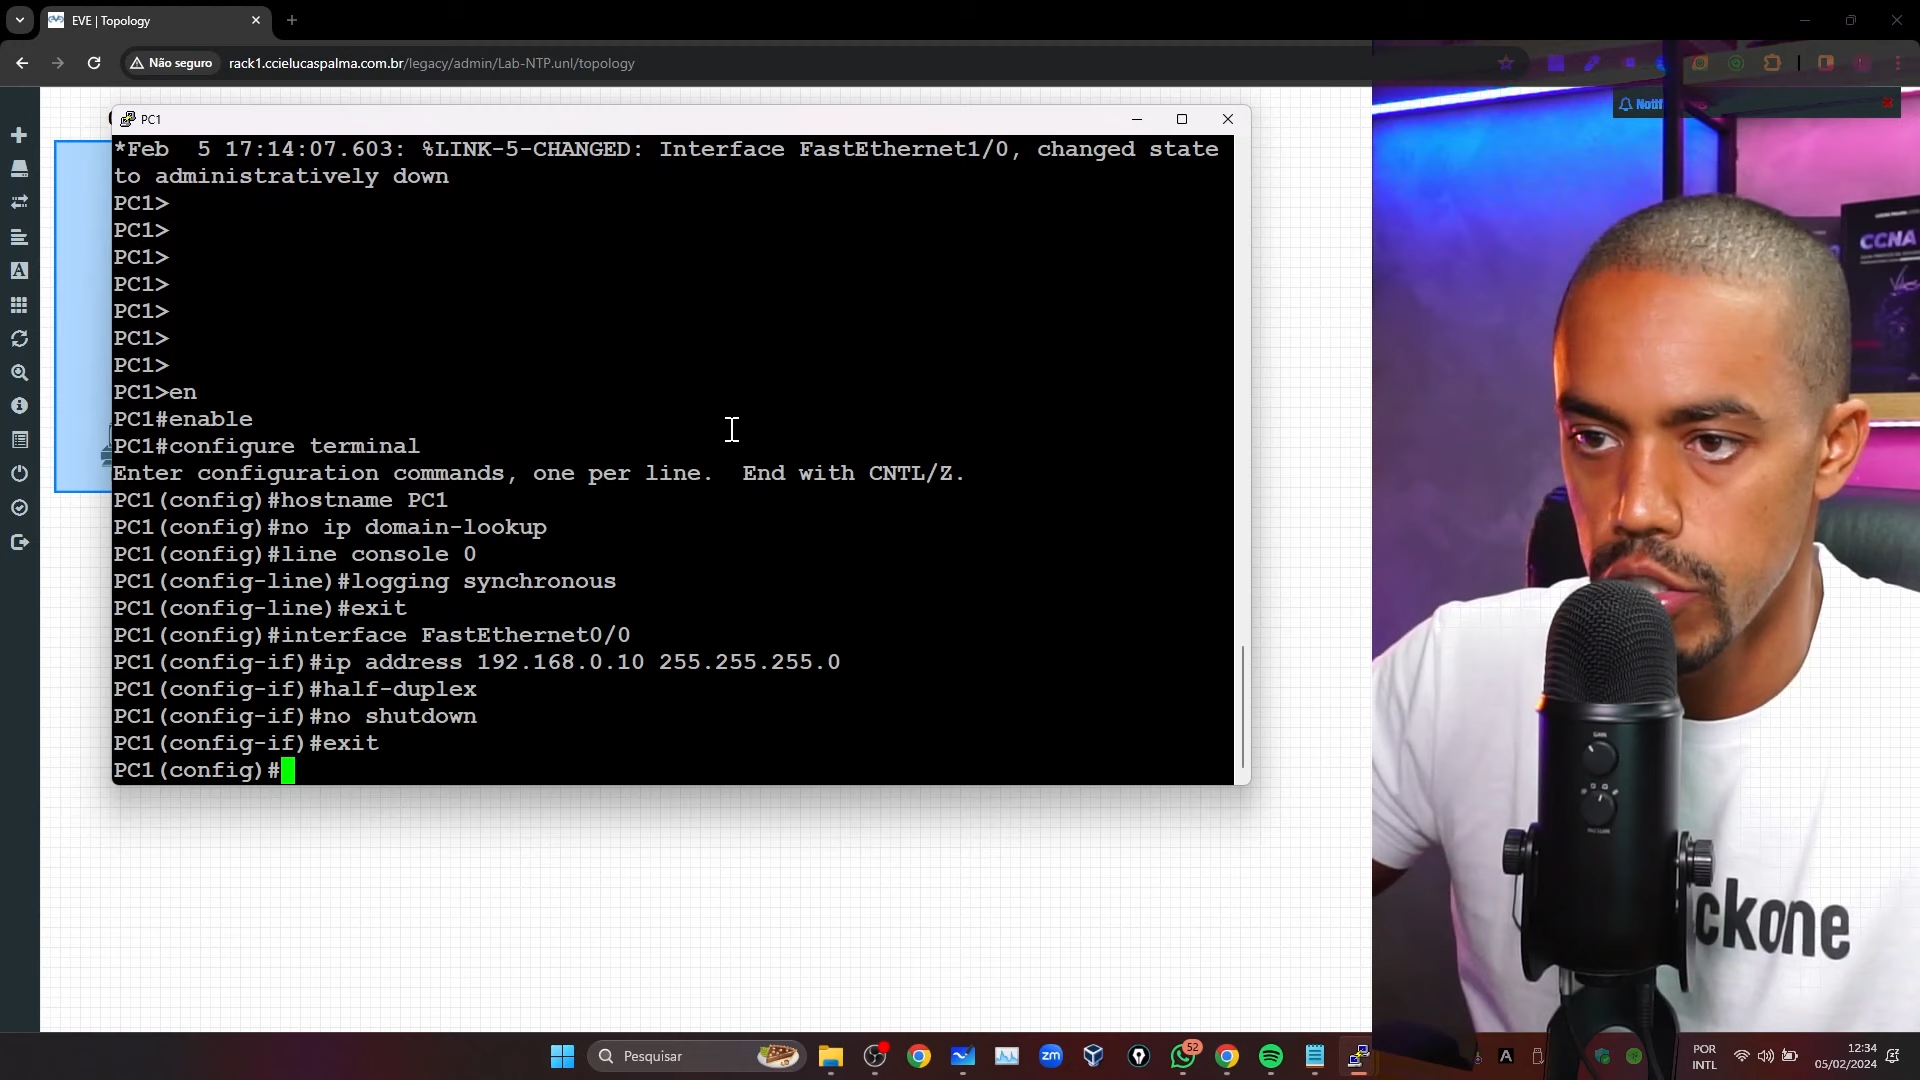 EVE | Topology
Não seguro
rack1.ccielucaspalma.com.br/legacy/admin/Lab-NTP.unl/topology
PC1
*Feb  5 17:14:07.603: %LINK-5-CHANGED: Interface FastEthernet1/0, changed state
to administratively down
PC1>
PC1>
PC1>
PC1>
PC1>
PC1>
PC1>
PC1>en
PC1#enable
PC1#configure terminal
Enter configuration commands, one per line.  End with CNTL/Z.
PC1(config)#hostname PC1
PC1(config)#no ip domain-lookup
PC1(config)#line console 0
PC1(config-line)#logging synchronous
PC1(config-line)#exit
PC1(config)#interface FastEthernet0/0
PC1(config-if)#ip address 192.168.0.10 255.255.255.0
PC1(config-if)#half-duplex
PC1(config-if)#no shutdown
PC1(config-if)#exit
PC1(config)#
CCNA
GAIN
ckone
Pesquisar
zm
52
A
POR
INTL
12:34
05/02/2024